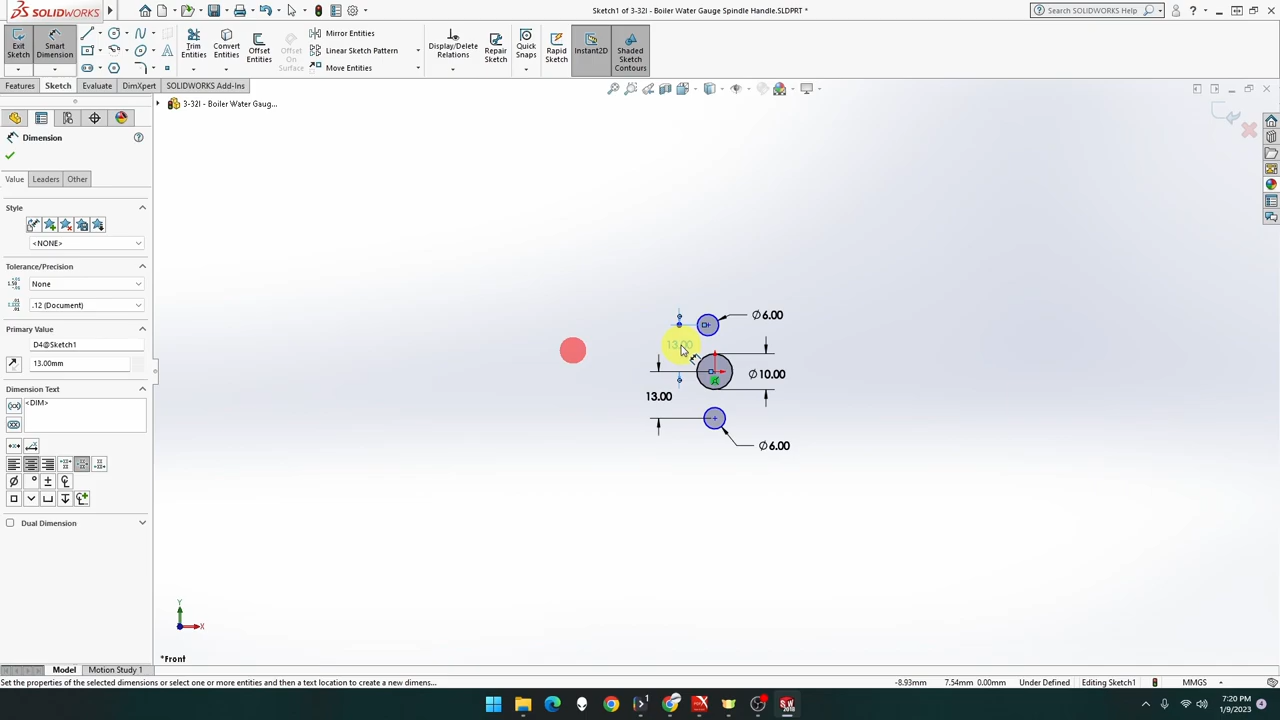 SOLIDWORKS
Sketch1 of 3-32I - Boiler Water Gauge Spindle Handle.SLDPRT *
Search SOLIDWORKS Help
Exit Sketch
Smart Dimension
Trim Entities
Convert Entities
Offset Entities
Offset On Surface
Mirror Entities
Linear Sketch Pattern
Move Entities
Display/Delete Relations
Repair Sketch
Quick Snaps
Rapid Sketch
Instant2D
Shaded Sketch Contours
Features
Sketch
Evaluate
DimXpert
SOLIDWORKS Add-Ins
3-32I - Boiler Water Gaug...
Dimension
Value
Leaders
Other
Style
<NONE>
Tolerance/Precision
None
.12 (Document)
Primary Value
D4@Sketch1
13.00mm
Dimension Text
<DIM>
Dual Dimension
Ø6.00
13.00
Ø10.00
13.00
Ø6.00
Y
X
*Front
Model
Motion Study 1
Set the properties of the selected dimensions or select one or more entities and then a text location to create a new dimens...
-8.93mm
7.54mm 0.00mm
Under Defined
Editing Sketch1
MMGS
7:20 PM
1/9/2023